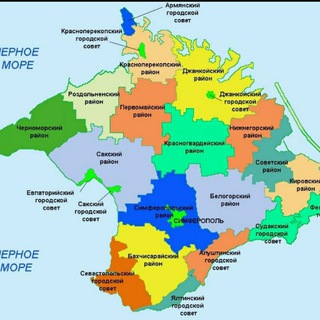 Армянский
городской
совет
Красноперекопский
городской
совет
ЧЕРНОЕ
МОРЕ
Красноперекопский
район
Джанкойский
район
Раздольненский
район
Первомайский
район
Джанкойский
городской
совет
Черноморский
район
Нижнегорский
район
Красногвардейский
район
Сакский
район
Советский
район
Кировский
район
Евпаторийский
городской
совет
Сакский
городской
совет
Симферопольский
район
СИМФЕРОПОЛЬ
Белогорский
район
Судакский
городской
совет
ЧЕРНОЕ
МОРЕ
Бахчисарайский
район
Алуштинский
городской
совет
Севастопольский
городской
совет
Ялтинский
городской
совет